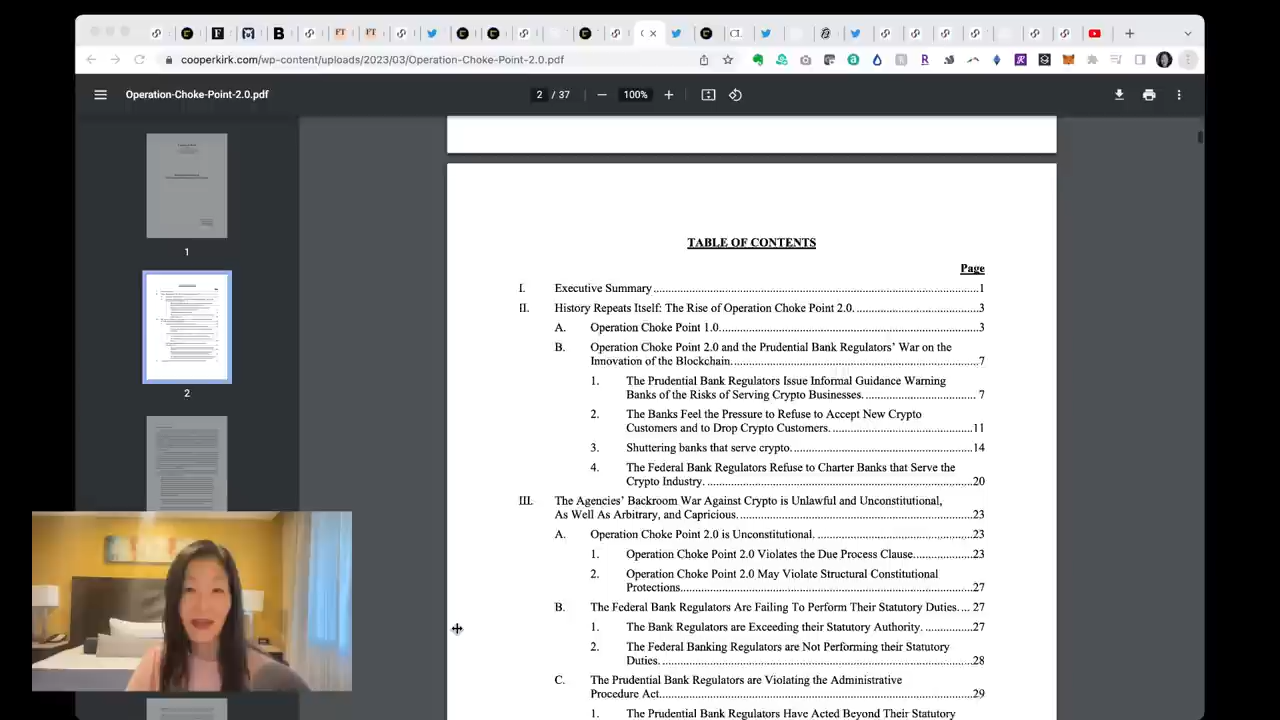 cooperkirk.com/wp-content/uploads/2023/03/Operation-Choke-Point-2.0.pdf
Operation-Choke-Point-2.0.pdf
2 / 37
100%
1
2
TABLE OF CONTENTS
Page
I. Executive Summary 1
II. History Repeats Itself: The Rise of Operation Choke Point 2.0. 3
A. Operation Choke Point 1.0. 3
B. Operation Choke Point 2.0 and the Prudential Bank Regulators' War on the
Innovation of the Blockchain. 7
1. The Prudential Bank Regulators Issue Informal Guidance Warning
Banks of the Risks of Serving Crypto Businesses. 7
2. The Banks Feel the Pressure to Refuse to Accept New Crypto
Customers and to Drop Crypto Customers. 11
3. Shuttering banks that serve crypto. 14
4. The Federal Bank Regulators Refuse to Charter Banks that Serve the
Crypto Industry. 20
III. The Agencies' Backroom War Against Crypto is Unlawful and Unconstitutional,
As Well As Arbitrary, and Capricious. 23
A. Operation Choke Point 2.0 is Unconstitutional. 23
1. Operation Choke Point 2.0 Violates the Due Process Clause. 23
2. Operation Choke Point 2.0 May Violate Structural Constitutional
Protections. 27
B. The Federal Bank Regulators Are Failing To Perform Their Statutory Duties. 27
1. The Bank Regulators are Exceeding their Statutory Authority. 27
2. The Federal Banking Regulators are Not Performing their Statutory
Duties. 28
C. The Prudential Bank Regulators are Violating the Administrative
Procedure Act. 29
1. The Prudential Bank Regulators Have Acted Beyond Their Statutory